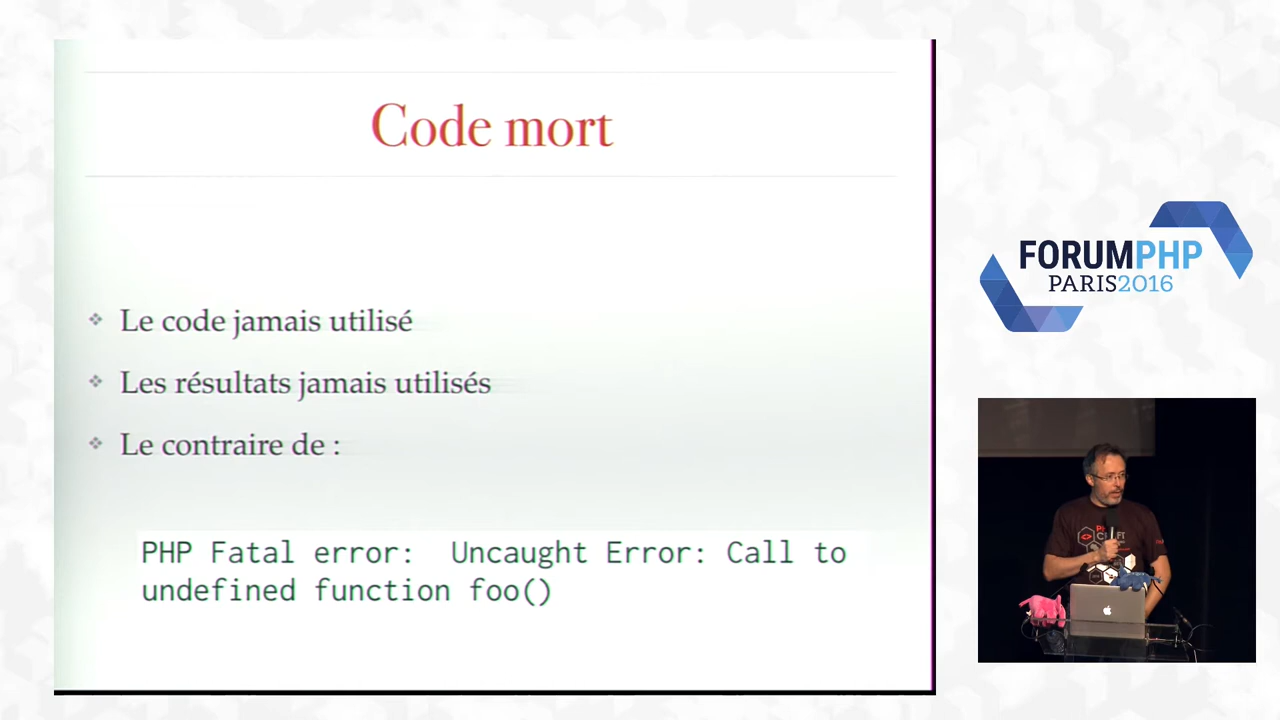 Code mort
Le code jamais utilisé
Les résultats jamais utilisés
Le contraire de :
PHP Fatal error:  Uncaught Error: Call to
undefined function foo()
FORUMPHP
PARIS2016